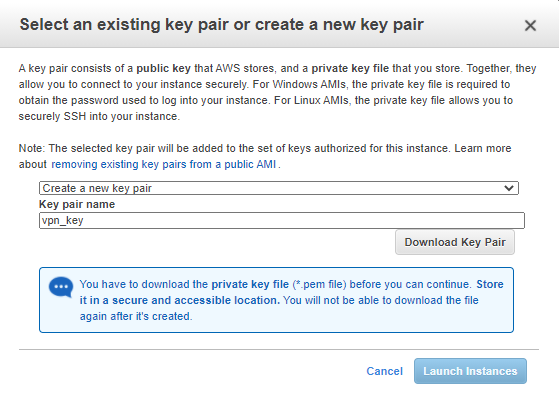 Select an existing key pair or create a new key pair
A key pair consists of a public key that AWS stores, and a private key file that you store. Together, they
allow you to connect to your instance securely. For Windows AMIs, the private key file is required to
obtain the password used to log into your instance. For Linux AMIs, the private key file allows you to
securely SSH into your instance.
Note: The selected key pair will be added to the set of keys authorized for this instance. Learn more
about removing existing key pairs from a public AMI .
Create a new key pair
Key pair name
vpn_key
Download Key Pair
You have to download the private key file (*.pem file) before you can continue. Store
it in a secure and accessible location. You will not be able to download the file
again after it's created.
Cancel
Launch Instances